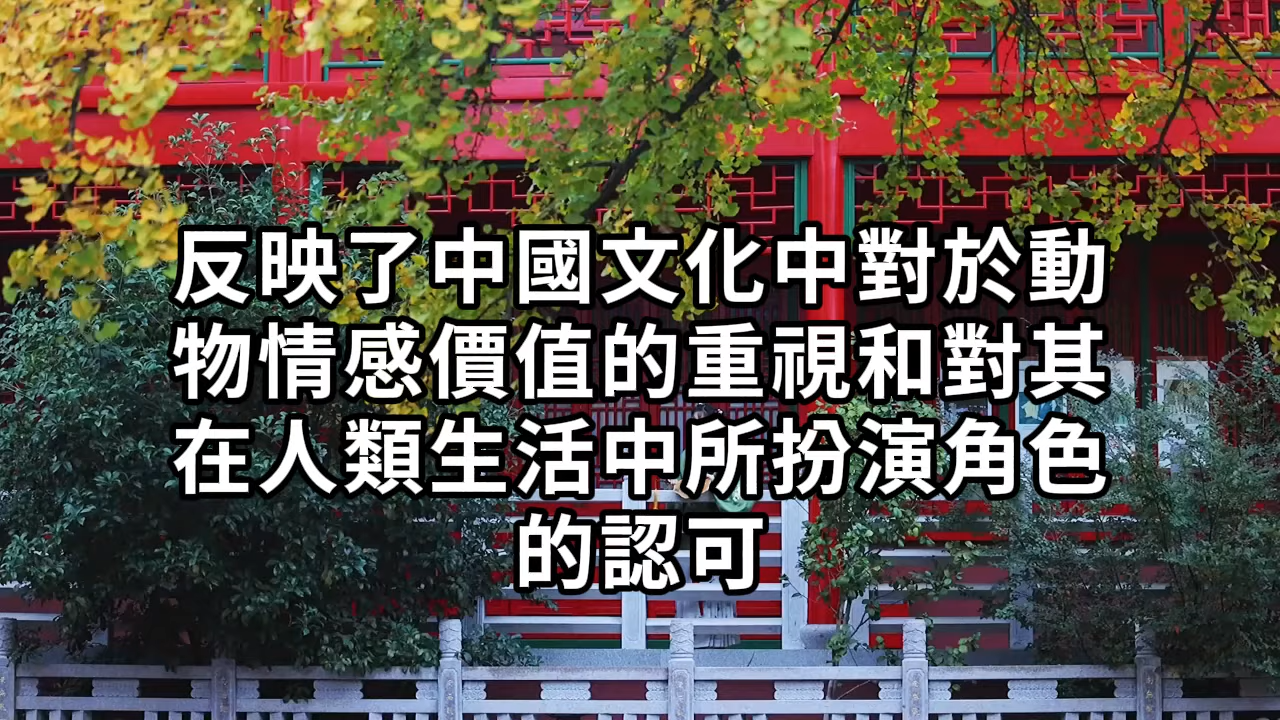 反映了中國文化中對於動
物情感價值的重視和對其
在人類生活中所扮演角色
的認可